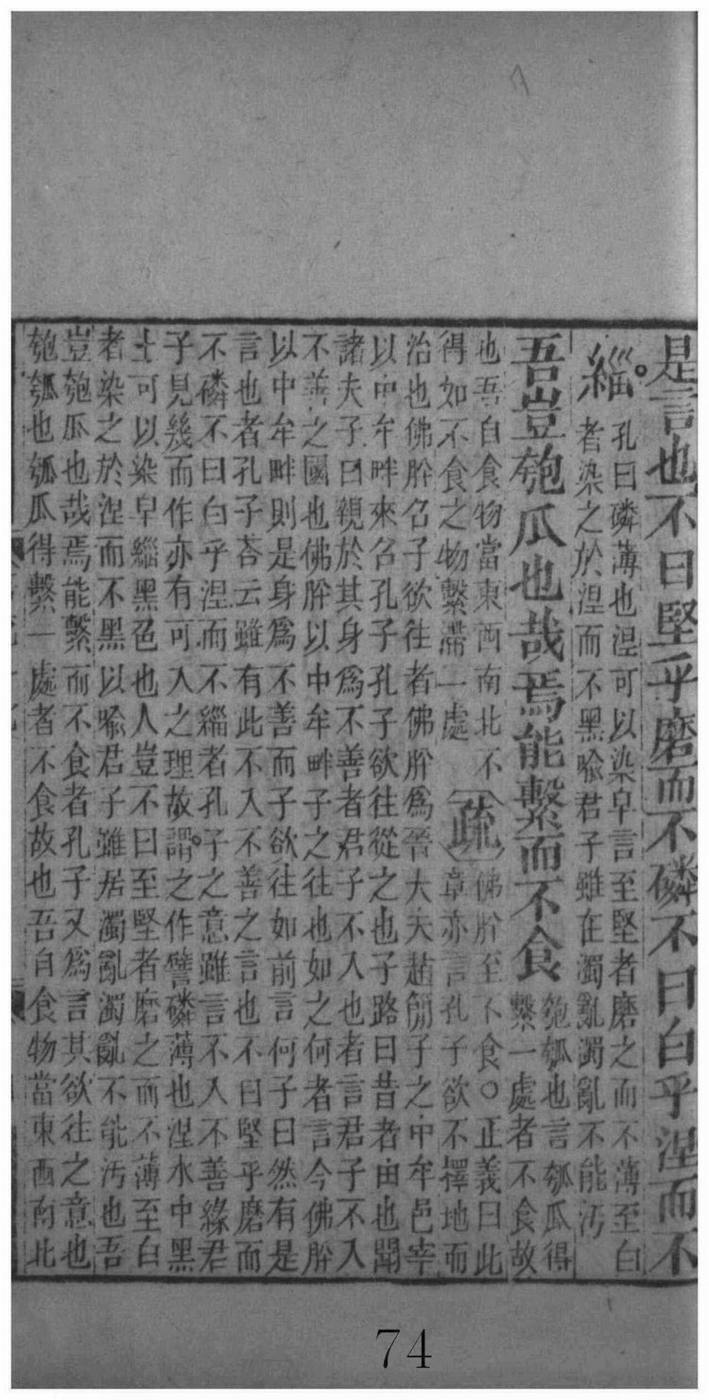 是言也不曰堅乎磨而不磷不曰白乎涅而不
緇。
孔曰磷薄也涅可以染皁言至堅者磨之而不薄至白
者染之於涅而不黑喻君子雖在濁亂濁亂不能汚
吾豈匏瓜也哉焉能繫而不食
匏瓠也言瓠瓜得
繫一處者不食故
也吾自食物當東西南北不
得如不食之物繫滯一處
疏
佛肸至不食○正義曰此
章亦言孔子欲不擇地而
治也佛肸召子欲往者佛肸爲晉大夫趙簡子之中牟邑宰
以中牟畔來召孔子孔子欲往從之也子路曰昔者由也聞
諸夫子曰親於其身爲不善者君子不入也者言君子不入
不善之國也佛肸以中牟畔子之往也如之何者言今佛肸
以中牟畔則是身爲不善而子欲往如前言何子曰然有是
言也者孔子荅云雖有此不入不善之言也不曰堅乎磨而
不磷不曰白乎涅而不緇者孔子之意雖言不入不善緣君
子見幾而作亦有可入之理故謂。之作譬磷薄也涅水中黑
土可以染皁緇黑色也人豈不曰至堅者磨之而不薄至白
者染之於涅而不黑以喻君子雖居濁亂濁亂不能汚也吾
豈匏瓜也哉焉能繫而不食者孔子又爲言其欲往之意也
匏瓠也瓠瓜得繫一處者不食故也吾自食物當東西南北
74